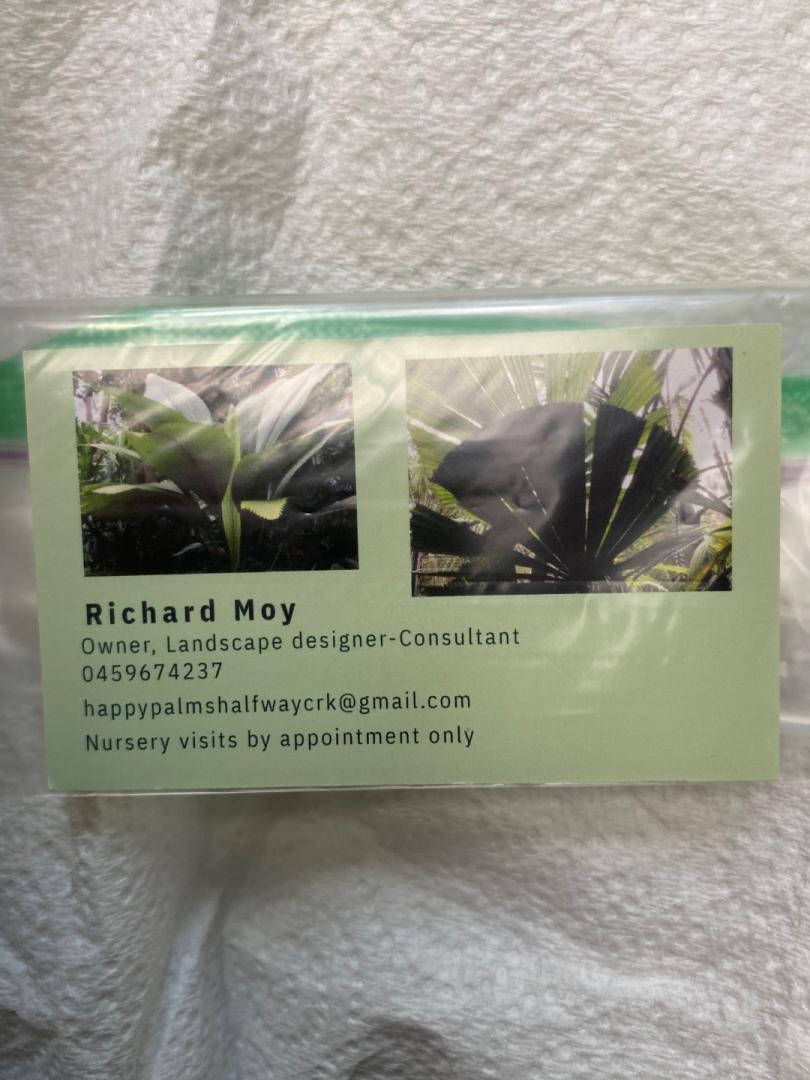 Richard Moy
Owner, Landscape designer-Consultant
0459674237
happypalmshalfwaycrk@gmail.com
Nursery visits by appointment only